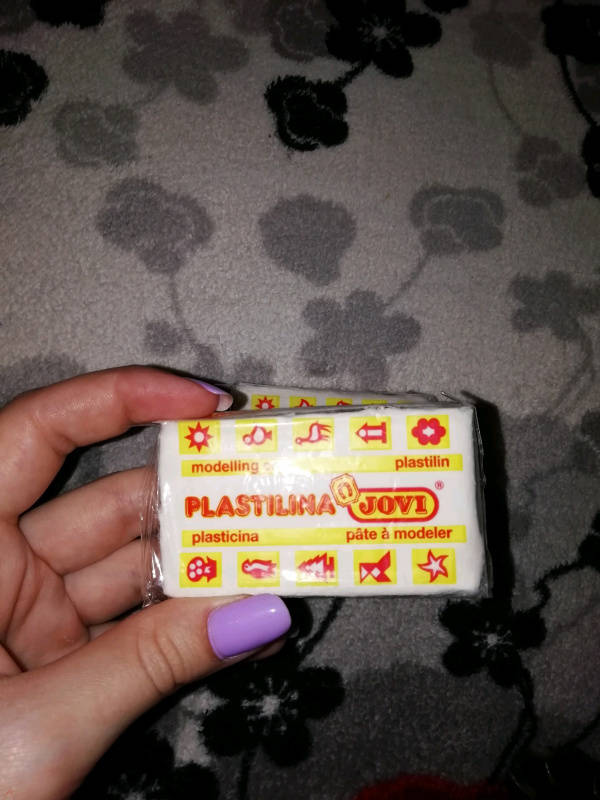 modelling plastilin
PLASTILINA JOVI ®
plasticina pâte à modeler